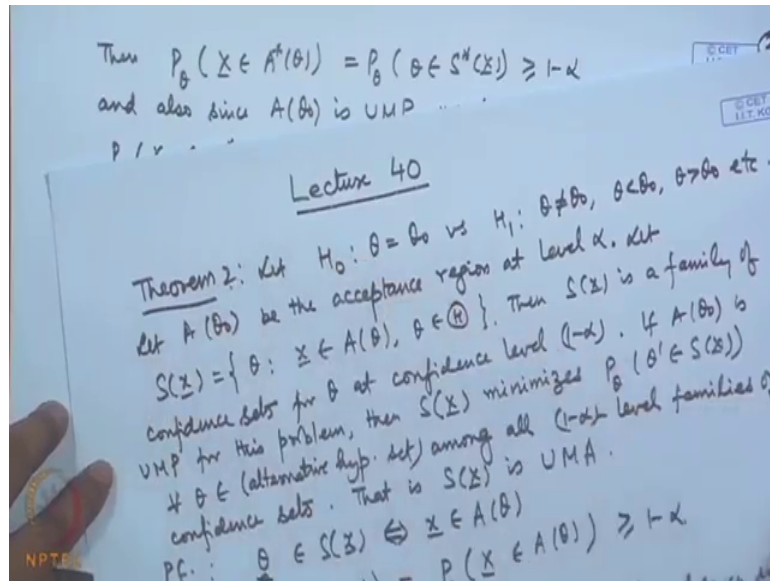 Then P_θ ( X ∈ A*(θ)) = P_θ ( θ ∈ S*(X)) ≥ 1-α
and also since A(θ0) is UMP
© CET
I.I.T. KG
Lecture 40
Theorem 2: Let H0: θ = θ0 vs H1: θ ≠ θ0, θ < θ0, θ > θ0 etc.
Let A (θ0) be the acceptance region at level α. Let
S(X) = { θ : X ∈ A(θ), θ ∈ Ⓗ }. Then S(X) is a family of
confidence sets for θ at confidence level (1-α). If A(θ0) is
UMP for this problem, then S(X) minimizes P_θ (θ' ∈ S(X))
∀ θ ∈ (alternative hyp. set) among all (1-α)- level families of
confidence sets. That is S(X) is UMA.
Pf.: θ ∈ S(X) ⇔ X ∈ A(θ)
= P( X ∈ A(θ)) ≥ 1-α
NPTEL